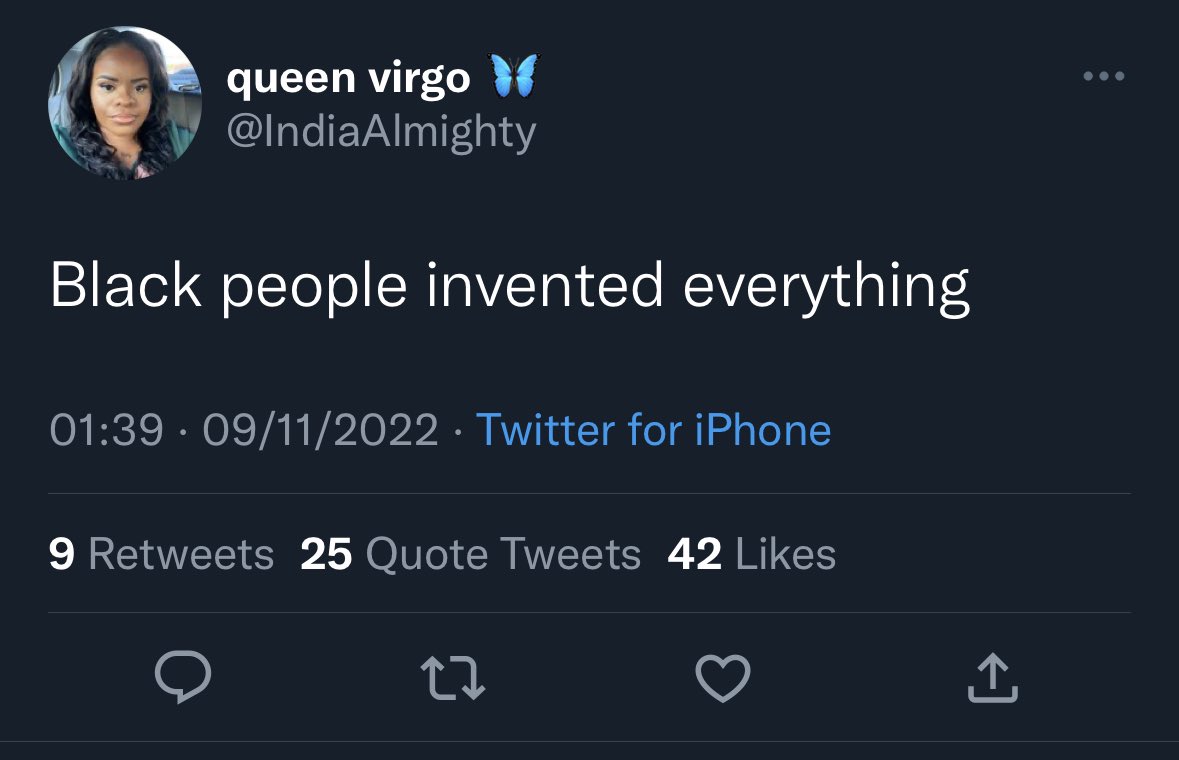 queen virgo 🦋
@IndiaAlmighty
Black people invented everything
01:39 · 09/11/2022 · Twitter for iPhone
9 Retweets 25 Quote Tweets 42 Likes